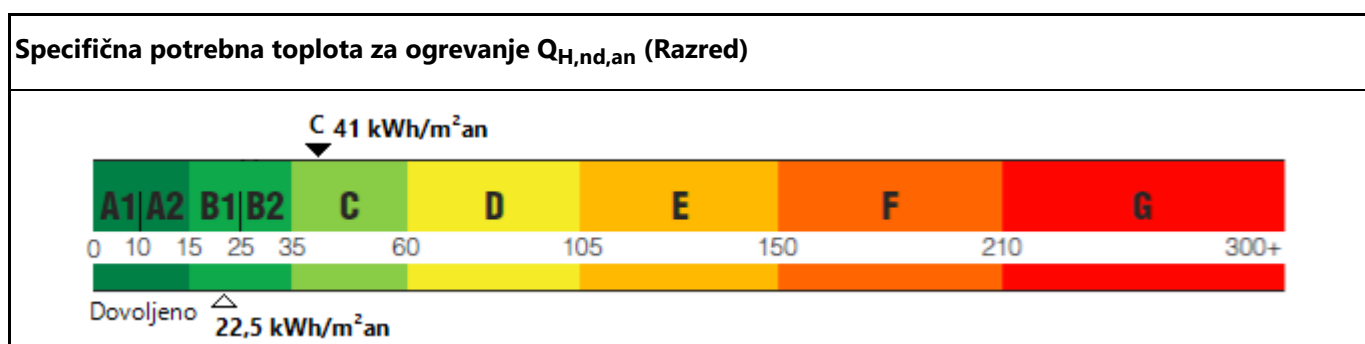 Specifična potrebna toplota za ogrevanje QH,nd,an (Razred)
C 41 kWh/m²an
A1 A2 B1 B2 C D E F G
0 10 15 25 35 60 105 150 210 300+
Dovoljeno
22,5 kWh/m²an